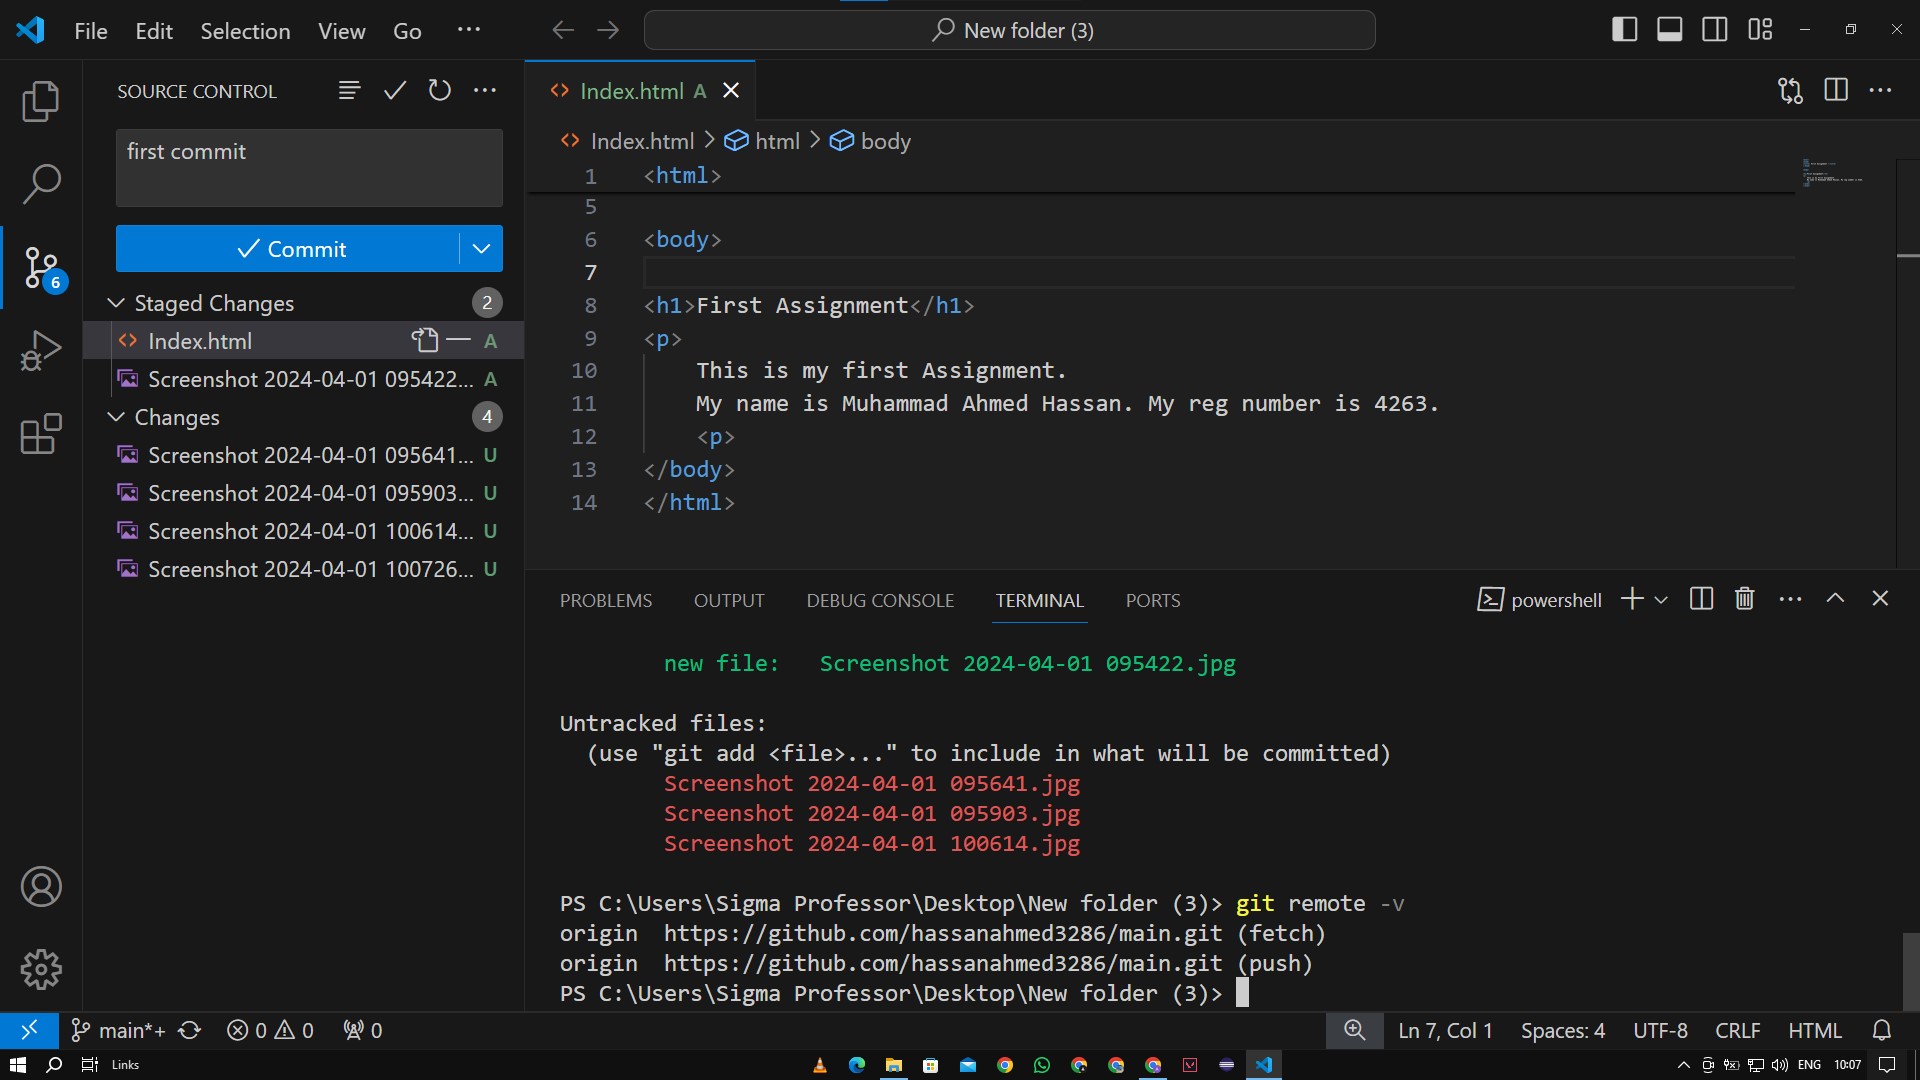 File Edit Selection View Go ···
New folder (3)
SOURCE CONTROL
first commit
Commit
6
Staged Changes 2
Index.html A
Screenshot 2024-04-01 095422... A
Changes 4
Screenshot 2024-04-01 095641... U
Screenshot 2024-04-01 095903... U
Screenshot 2024-04-01 100614... U
Screenshot 2024-04-01 100726... U
Index.html A
Index.html > html > body
1 <html>
5
6 <body>
7
8 <h1>First Assignment</h1>
9 <p>
10 This is my first Assignment.
11 My name is Muhammad Ahmed Hassan. My reg number is 4263.
12 <p>
13 </body>
14 </html>
PROBLEMS OUTPUT DEBUG CONSOLE TERMINAL PORTS
powershell
new file: Screenshot 2024-04-01 095422.jpg
Untracked files:
(use "git add <file>..." to include in what will be committed)
Screenshot 2024-04-01 095641.jpg
Screenshot 2024-04-01 095903.jpg
Screenshot 2024-04-01 100614.jpg
PS C:\Users\Sigma Professor\Desktop\New folder (3)> git remote -v
origin https://github.com/hassanahmed3286/main.git (fetch)
origin https://github.com/hassanahmed3286/main.git (push)
PS C:\Users\Sigma Professor\Desktop\New folder (3)>
main*+ 0 0 0
Ln 7, Col 1 Spaces: 4 UTF-8 CRLF HTML
Links
ENG 10:07